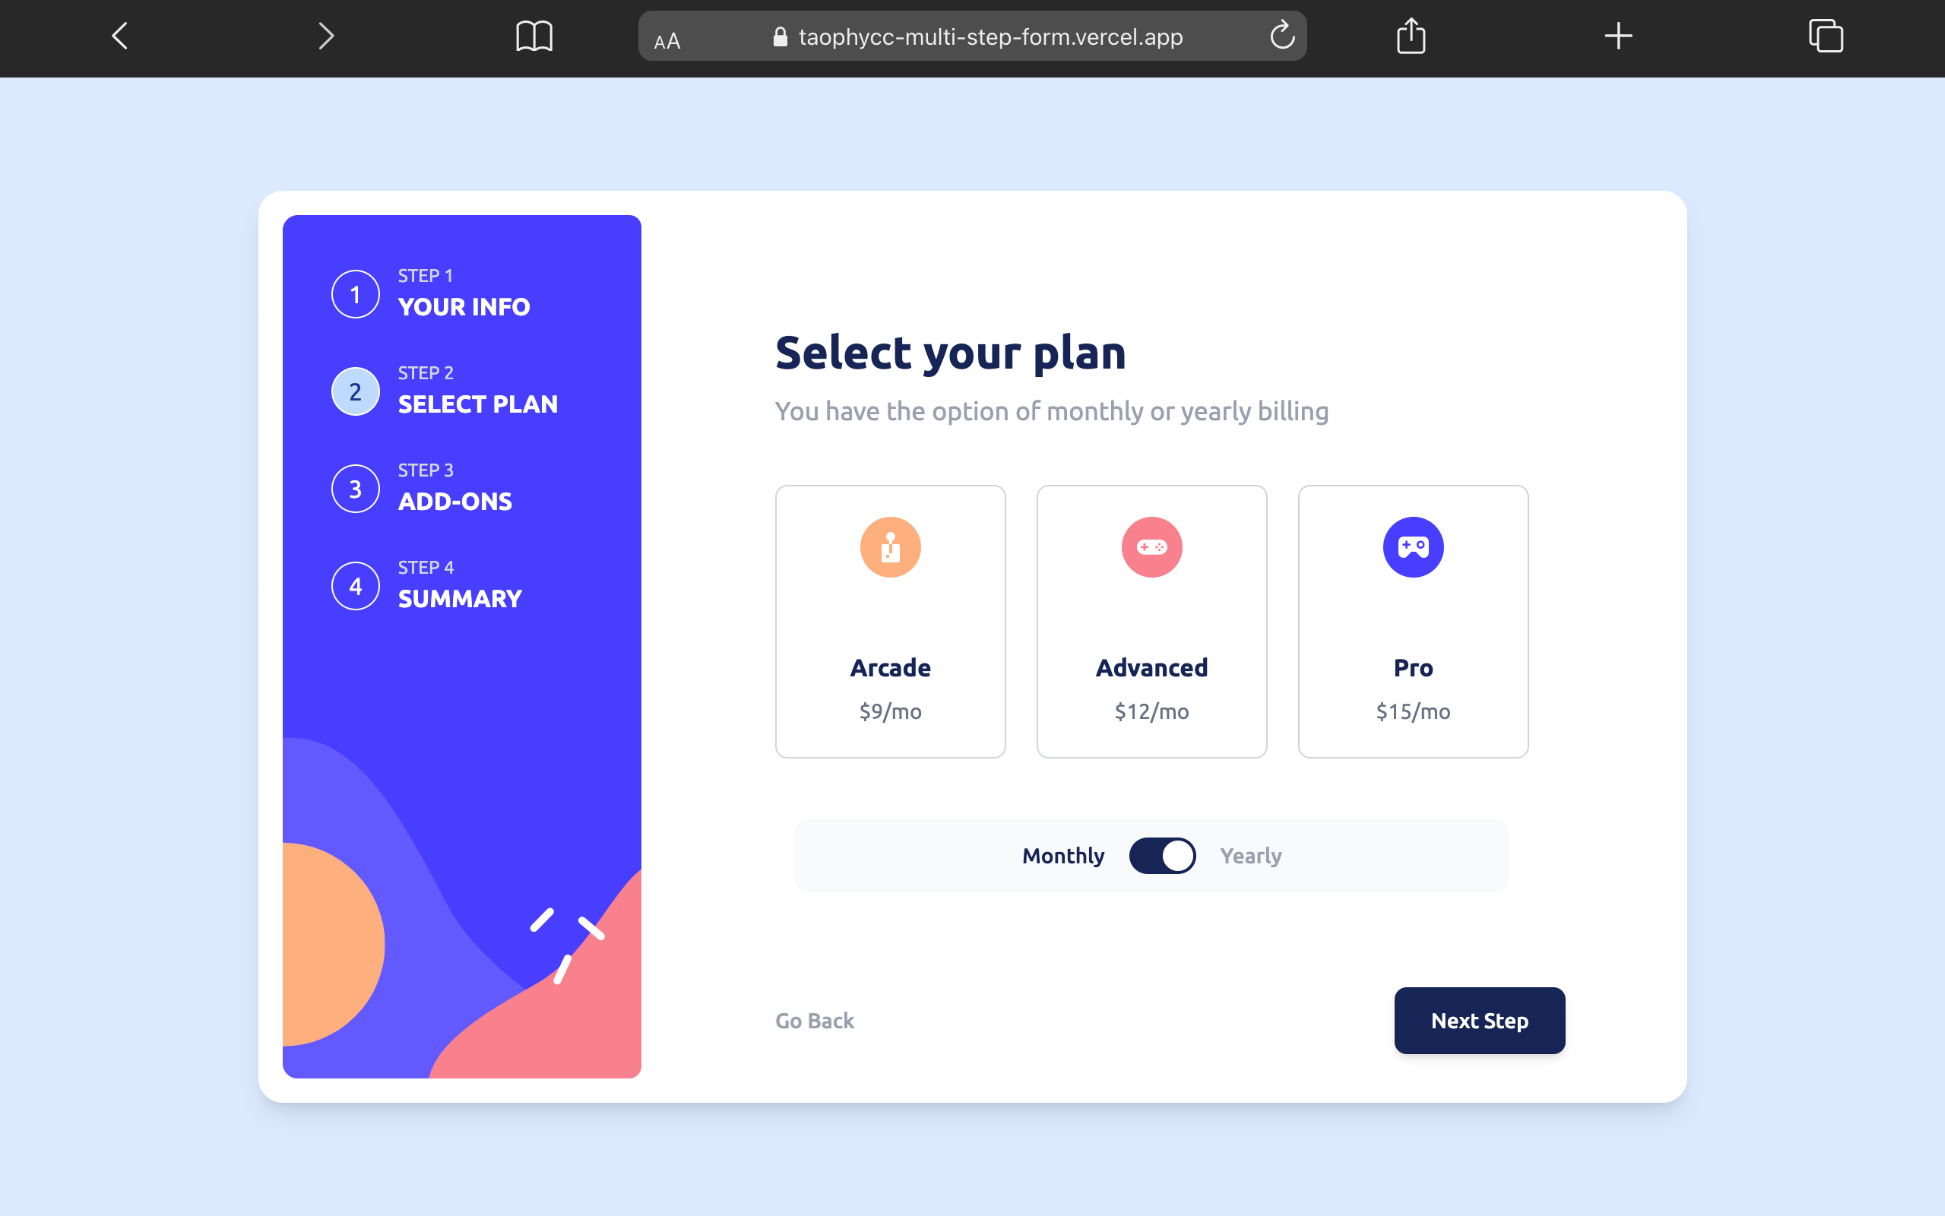 AA taophycc-multi-step-form.vercel.app
1 STEP 1
YOUR INFO
2 STEP 2
SELECT PLAN
3 STEP 3
ADD-ONS
4 STEP 4
SUMMARY
Select your plan
You have the option of monthly or yearly billing
Arcade
$9/mo
Advanced
$12/mo
Pro
$15/mo
Monthly Yearly
Go Back Next Step